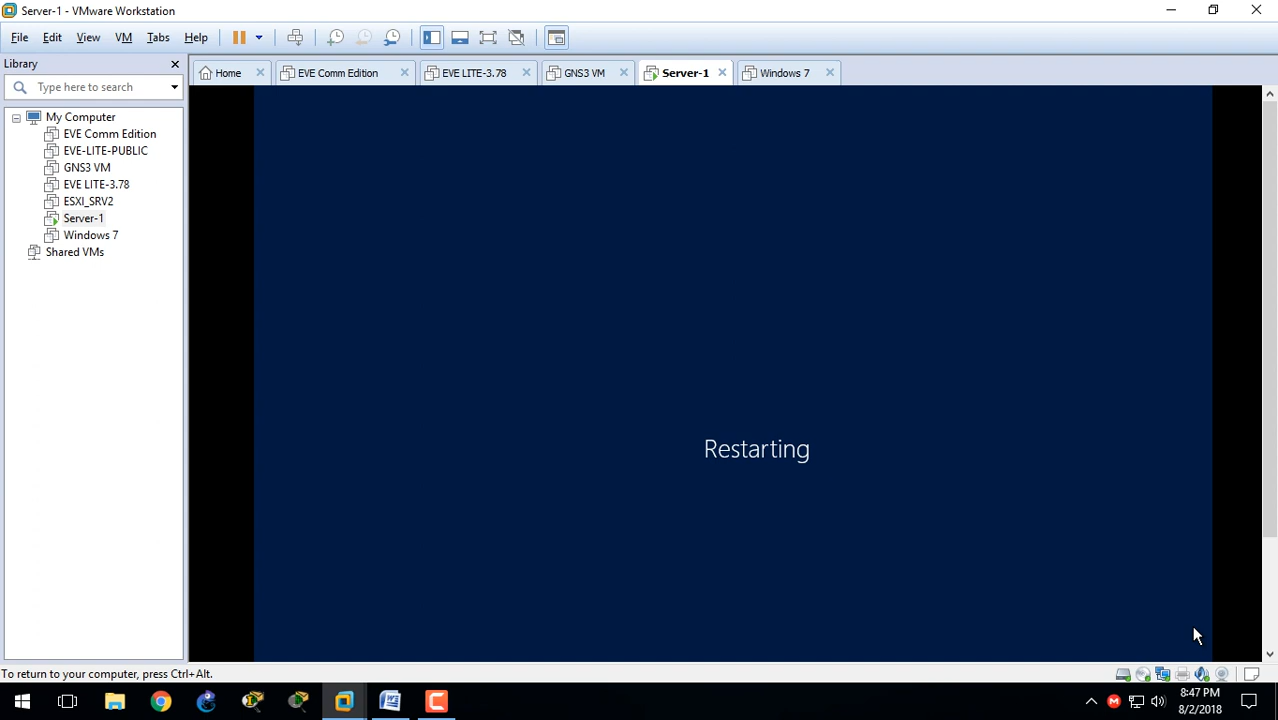 Server-1 - VMware Workstation
File Edit View VM Tabs Help
Library
Type here to search
Home
EVE Comm Edition
EVE LITE-3.78
GNS3 VM
Server-1
Windows 7
My Computer
EVE Comm Edition
EVE-LITE-PUBLIC
GNS3 VM
EVE LITE-3.78
ESXI_SRV2
Server-1
Windows 7
Shared VMs
Restarting
To return to your computer, press Ctrl+Alt.
8:47 PM
8/2/2018